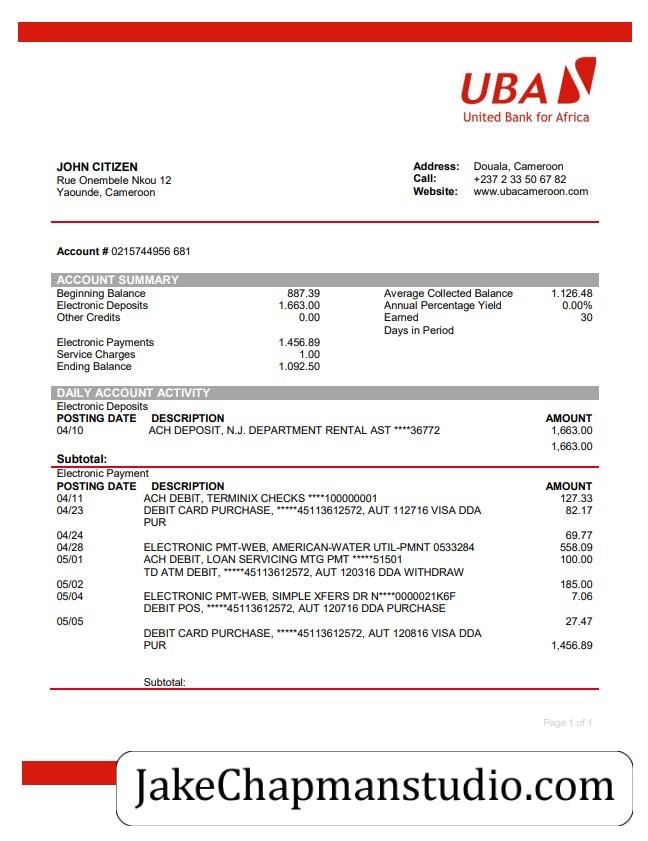 UBA
United Bank for Africa
JOHN CITIZEN
Rue Onembele Nkou 12
Yaounde, Cameroon
Address: Douala, Cameroon
Call: +237 2 33 50 67 82
Website: www.ubacameroon.com
Account # 0215744956 681
ACCOUNT SUMMARY
Beginning Balance 887.39 Average Collected Balance 1.126.48
Electronic Deposits 1.663.00 Annual Percentage Yield 0.00%
Other Credits 0.00 Earned 30
Days in Period
Electronic Payments 1.456.89
Service Charges 1.00
Ending Balance 1.092.50
DAILY ACCOUNT ACTIVITY
Electronic Deposits
POSTING DATE DESCRIPTION AMOUNT
04/10 ACH DEPOSIT, N.J. DEPARTMENT RENTAL AST ****36772 1,663.00
1,663.00
Subtotal:
Electronic Payment
POSTING DATE DESCRIPTION AMOUNT
04/11 ACH DEBIT, TERMINIX CHECKS ****100000001 127.33
04/23 DEBIT CARD PURCHASE, *****45113612572, AUT 112716 VISA DDA 82.17
PUR
04/24 69.77
04/28 ELECTRONIC PMT-WEB, AMERICAN-WATER UTIL-PMNT 0533284 558.09
05/01 ACH DEBIT, LOAN SERVICING MTG PMT *****51501 100.00
TD ATM DEBIT, *****45113612572, AUT 120316 DDA WITHDRAW
05/02 185.00
05/04 ELECTRONIC PMT-WEB, SIMPLE XFERS DR N****0000021K6F 7.06
DEBIT POS, *****45113612572, AUT 120716 DDA PURCHASE
05/05 27.47
DEBIT CARD PURCHASE, *****45113612572, AUT 120816 VISA DDA
PUR 1,456.89
Subtotal:
Page 1 of 1
JakeChapmanstudio.com